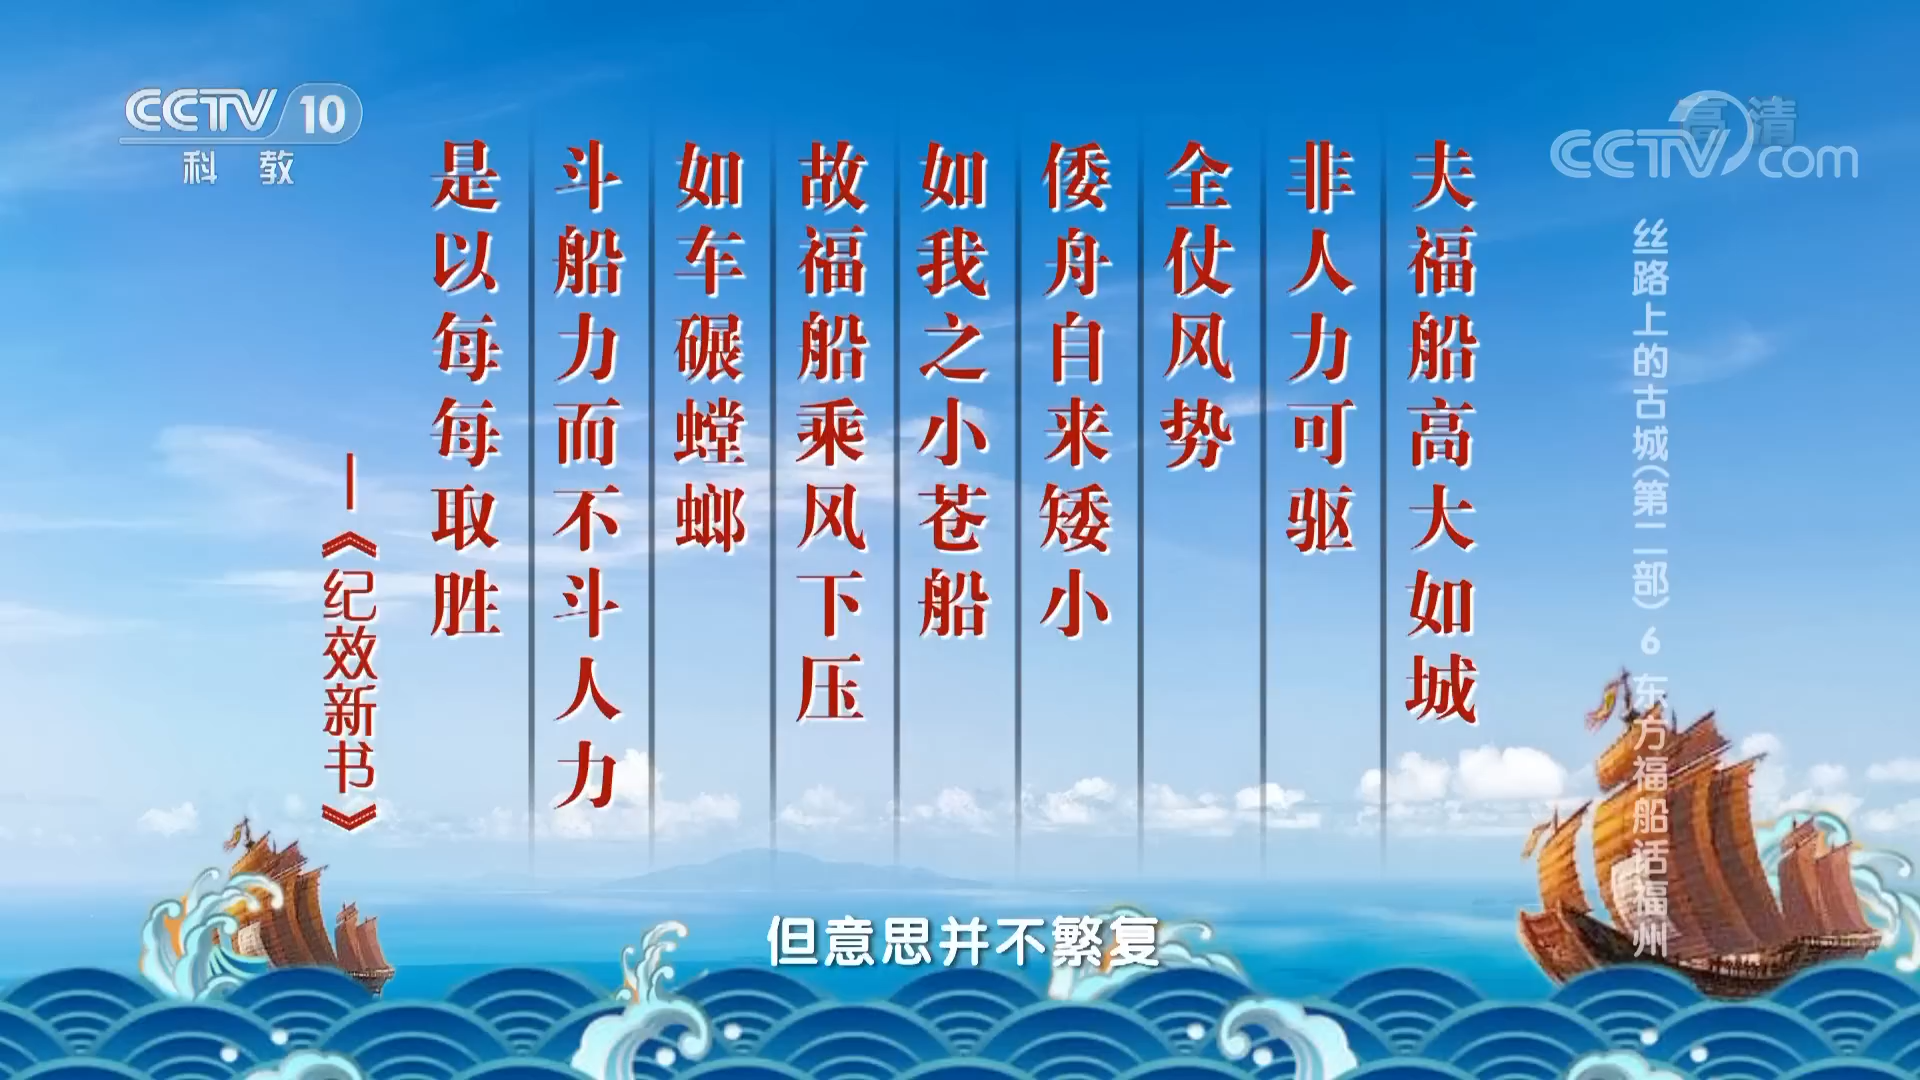 CCTV 10
科教
高清
CCTV.com
夫福船高大如城
非人力可驱
全仗风势
倭舟自来矮小
如我之小苍船
故福船乘风下压
如车碾螳螂
斗船力而不斗人力
是以每每取胜
—《纪效新书》
丝路上的古城(第二部) 6 东方福船话福州
但意思并不繁复